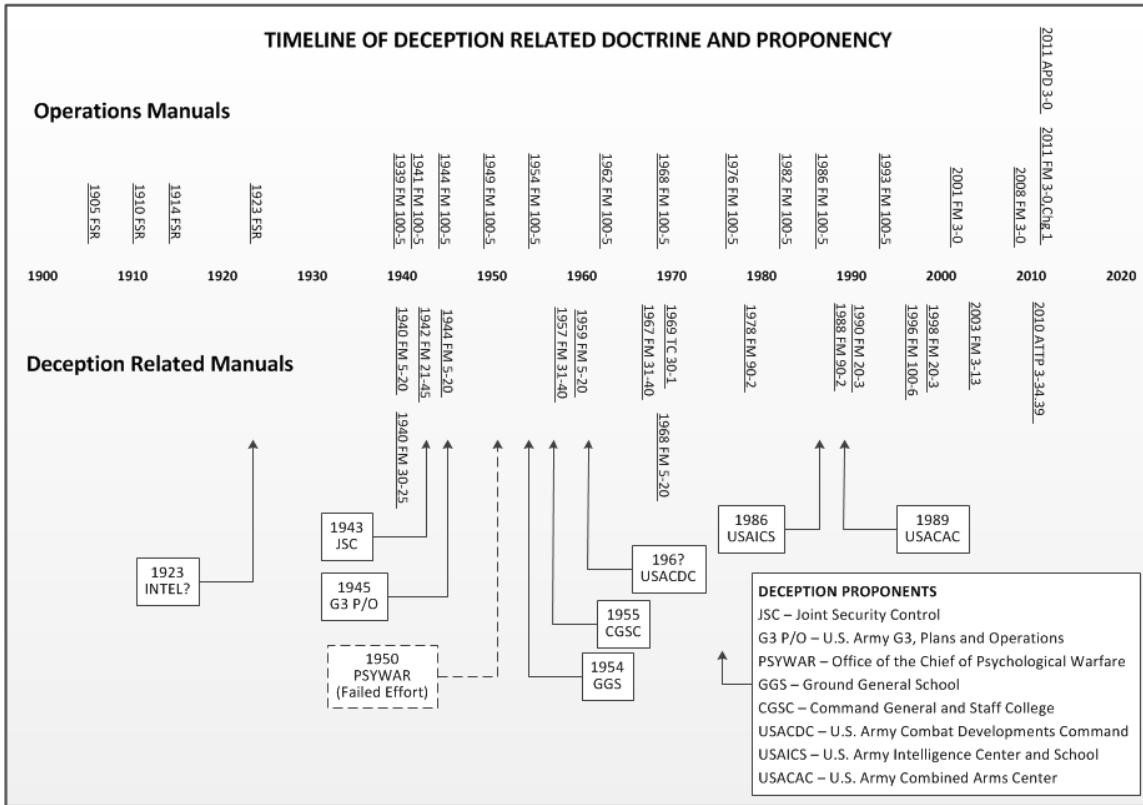 TIMELINE OF DECEPTION RELATED DOCTRINE AND PROPONENCY
Operations Manuals
1905 FSR
1910 FSR
1914 FSR
1923 FSR
1939 FM 100-5
1941 FM 100-5
1944 FM 100-5
1949 FM 100-5
1954 FM 100-5
1962 FM 100-5
1968 FM 100-5
1976 FM 100-5
1982 FM 100-5
1986 FM 100-5
1993 FM 100-5
2001 FM 3-0
2008 FM 3-0
2011 APD 3-0
2011 FM 3-0,Chg 1
1900 1910 1920 1930 1940 1950 1960 1970 1980 1990 2000 2010 2020
Deception Related Manuals
1940 FM 5-20
1940 FM 30-25
1942 FM 21-45
1944 FM 5-20
1957 FM 31-40
1959 FM 5-20
1967 FM 31-40
1969 TC 30-1
1968 FM 5-20
1978 FM 90-2
1988 FM 90-2
1990 FM 20-3
1996 FM 100-6
1998 FM 20-3
2003 FM 3-13
2010 ATTP 3-34.39
1923
INTEL?
1943
JSC
1945
G3 P/O
1950
PSYWAR
(Failed Effort)
196?
USACDC
1955
CGSC
1954
GGS
1986
USAICS
1989
USACAC
DECEPTION PROPONENTS
JSC – Joint Security Control
G3 P/O – U.S. Army G3, Plans and Operations
PSYWAR – Office of the Chief of Psychological Warfare
GGS – Ground General School
CGSC – Command General and Staff College
USACDC – U.S. Army Combat Developments Command
USAICS – U.S. Army Intelligence Center and School
USACAC – U.S. Army Combined Arms Center